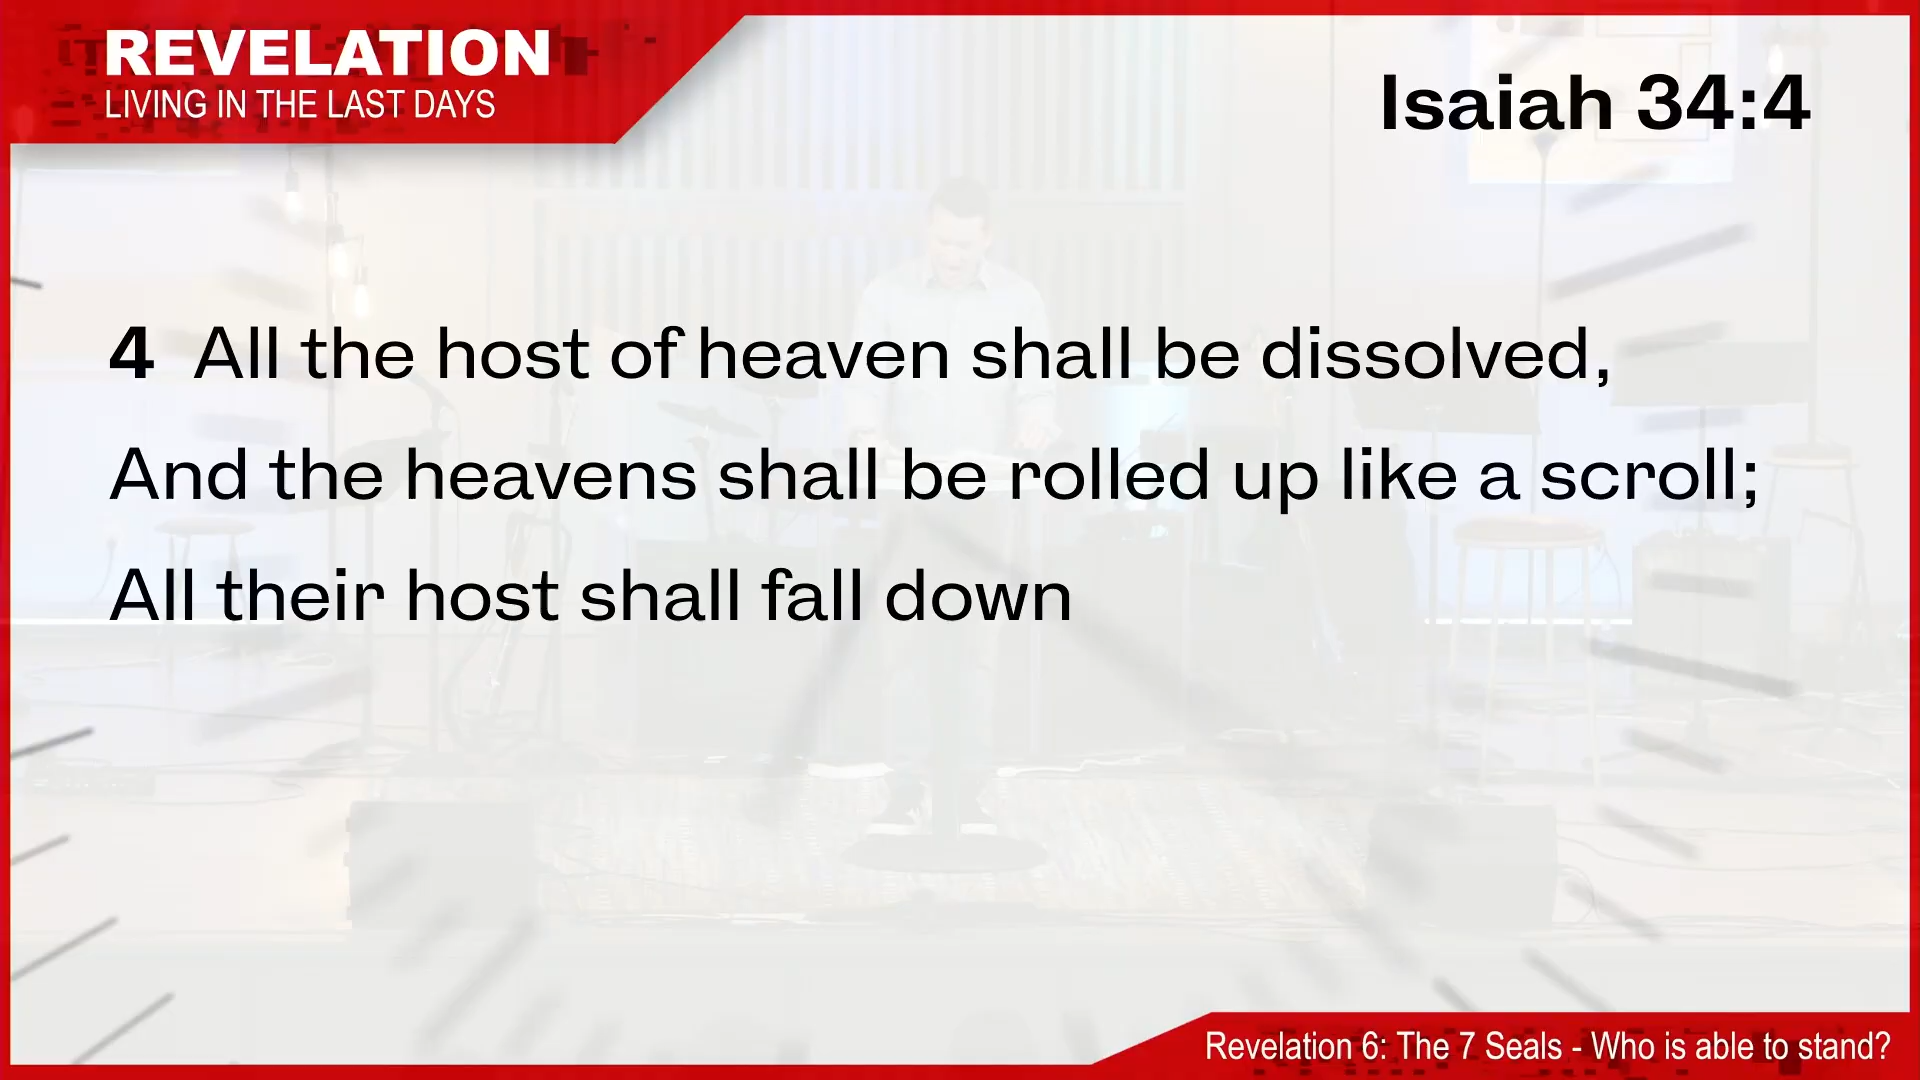 REVELATION
LIVING IN THE LAST DAYS
Isaiah 34:4
4 All the host of heaven shall be dissolved,
And the heavens shall be rolled up like a scroll;
All their host shall fall down
Revelation 6: The 7 Seals - Who is able to stand?